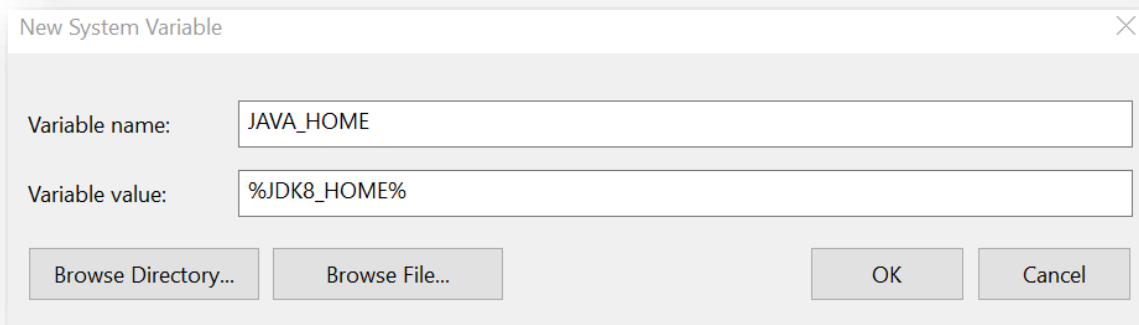 New System Variable
Variable name: JAVA_HOME
Variable value: %JDK8_HOME%
Browse Directory... Browse File... OK Cancel